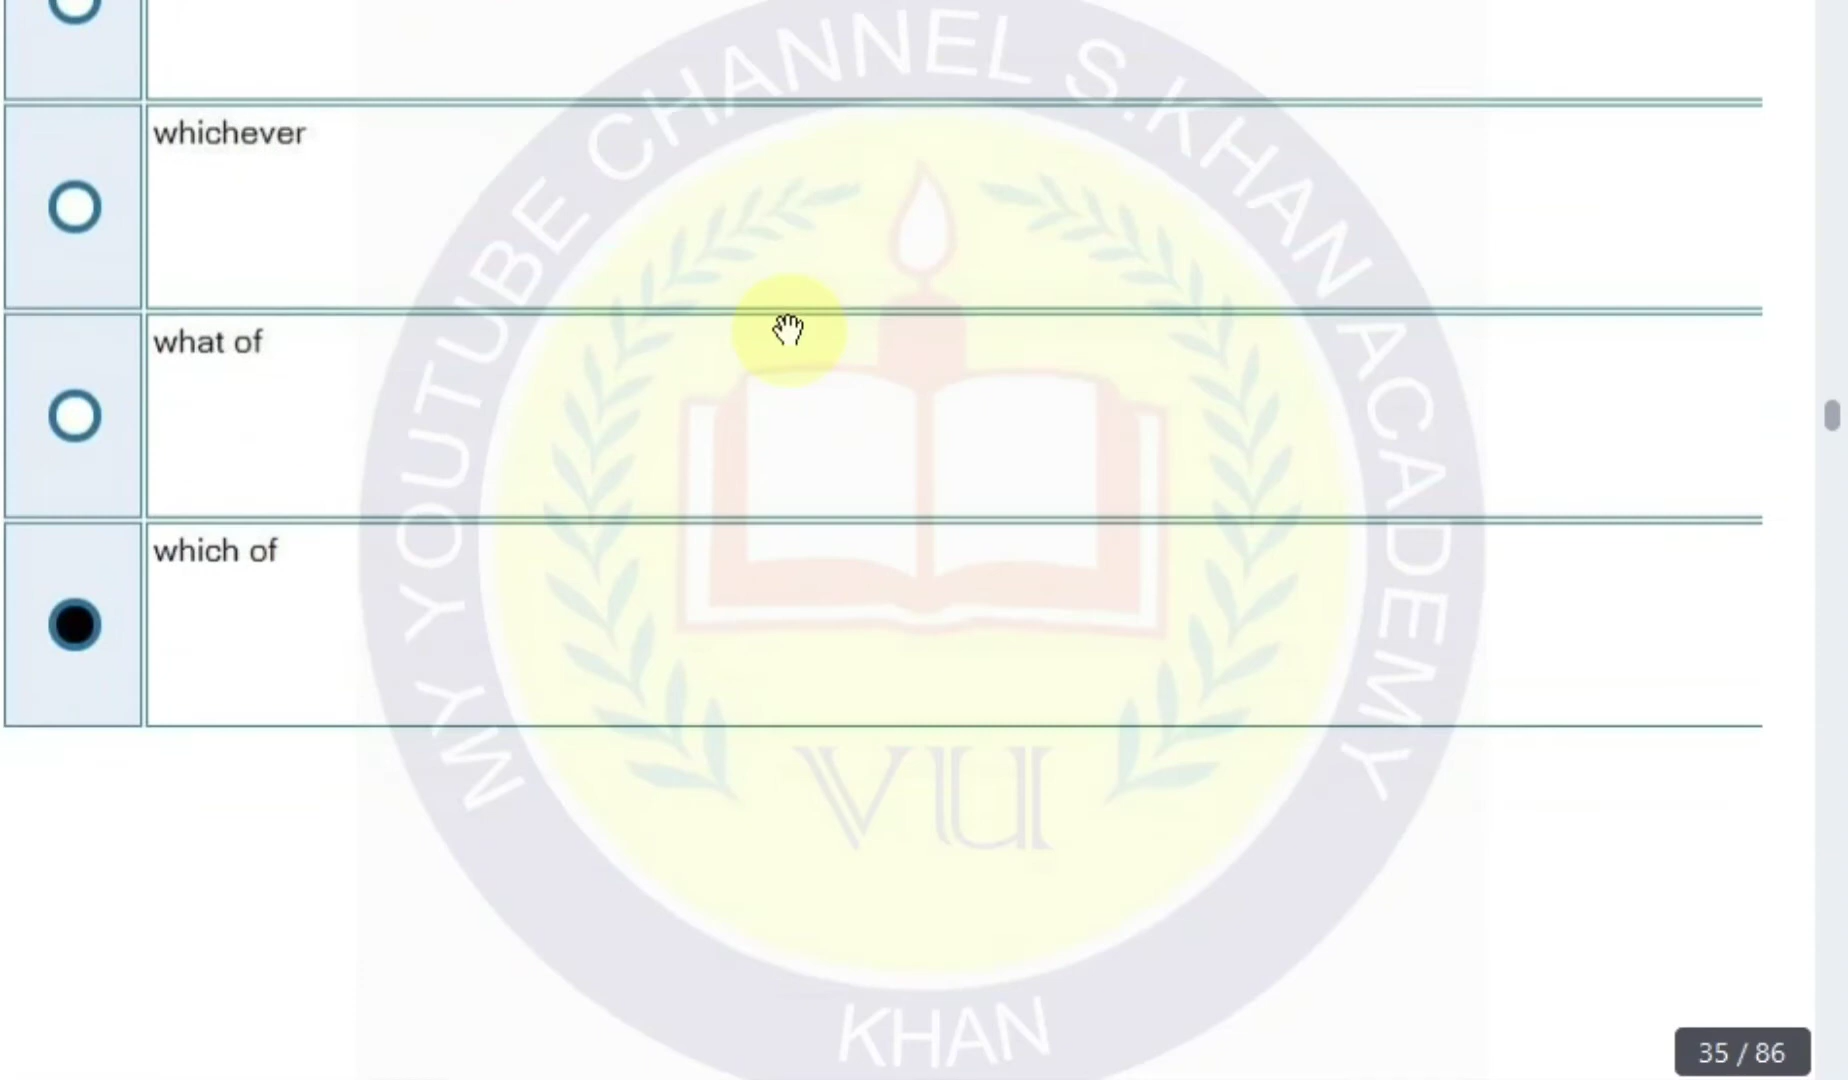 whichever
what of
which of
MY YOUTUBE CHANNEL S.KHAN ACADEMY
VU
KHAN
35 / 86